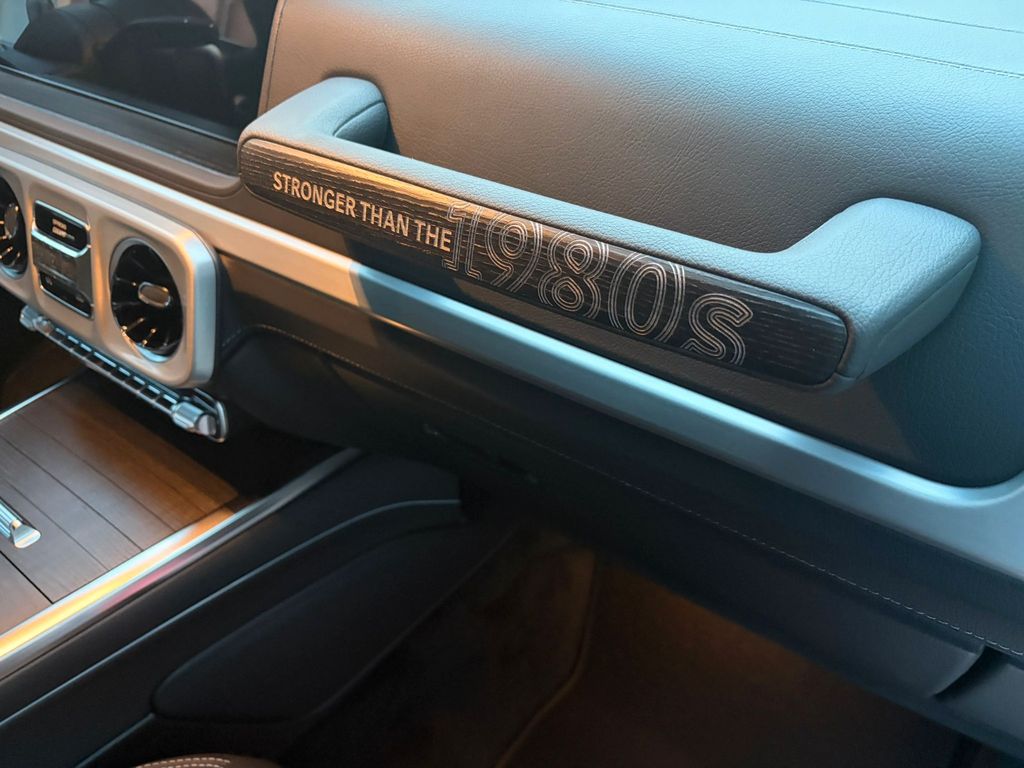 STRONGER THAN THE 1980s